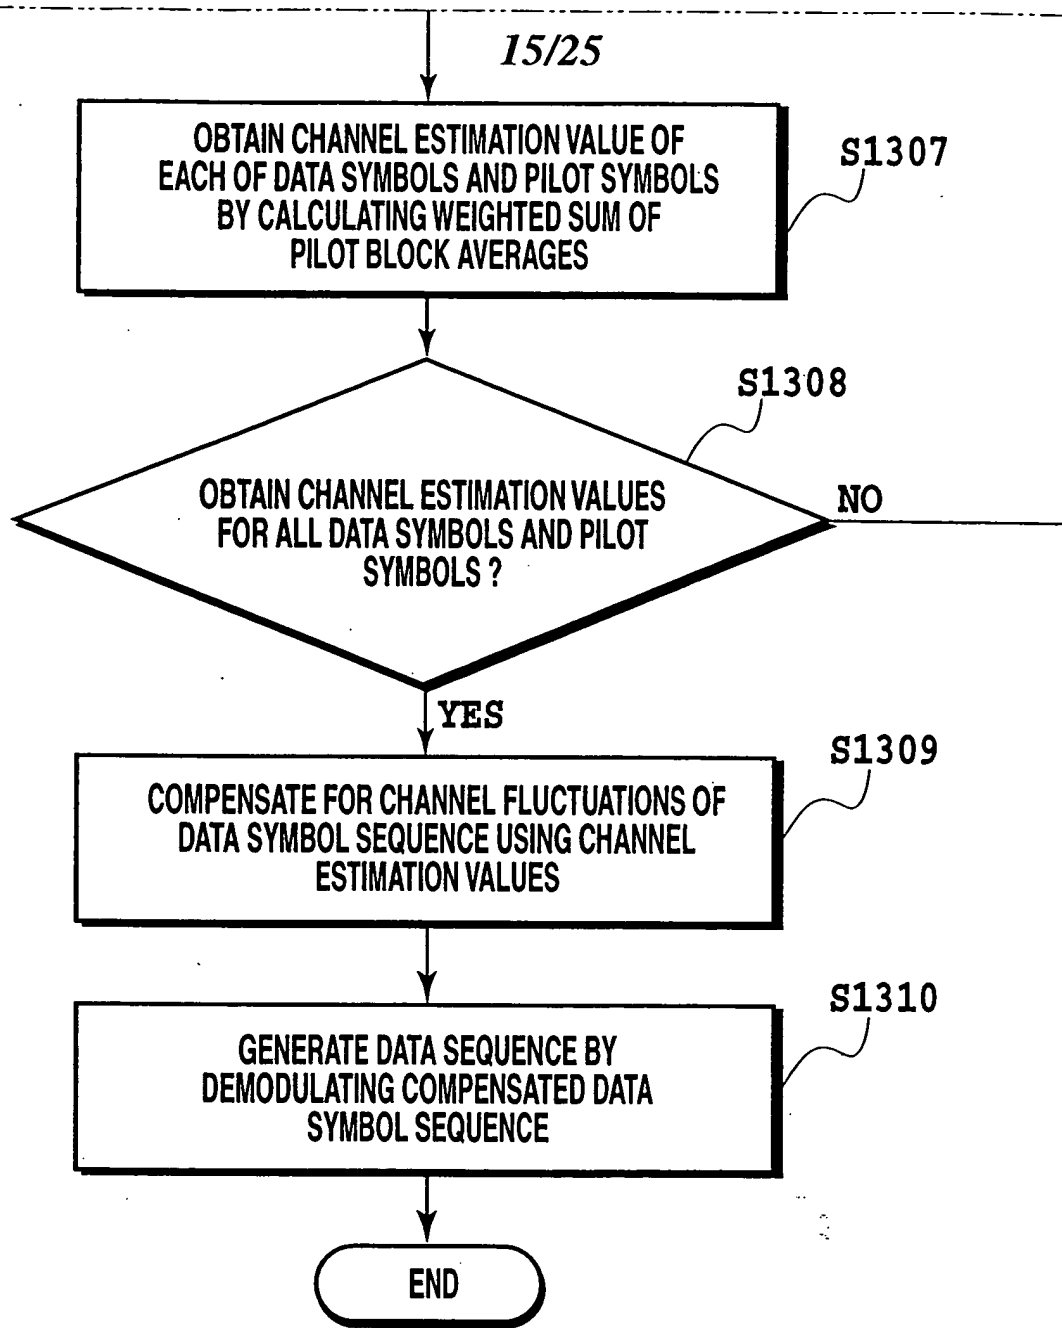 15/25
OBTAIN CHANNEL ESTIMATION VALUE OF
EACH OF DATA SYMBOLS AND PILOT SYMBOLS
BY CALCULATING WEIGHTED SUM OF
PILOT BLOCK AVERAGES
S1307
S1308
OBTAIN CHANNEL ESTIMATION VALUES
FOR ALL DATA SYMBOLS AND PILOT
SYMBOLS ?
NO
YES
S1309
COMPENSATE FOR CHANNEL FLUCTUATIONS OF
DATA SYMBOL SEQUENCE USING CHANNEL
ESTIMATION VALUES
S1310
GENERATE DATA SEQUENCE BY
DEMODULATING COMPENSATED DATA
SYMBOL SEQUENCE
END